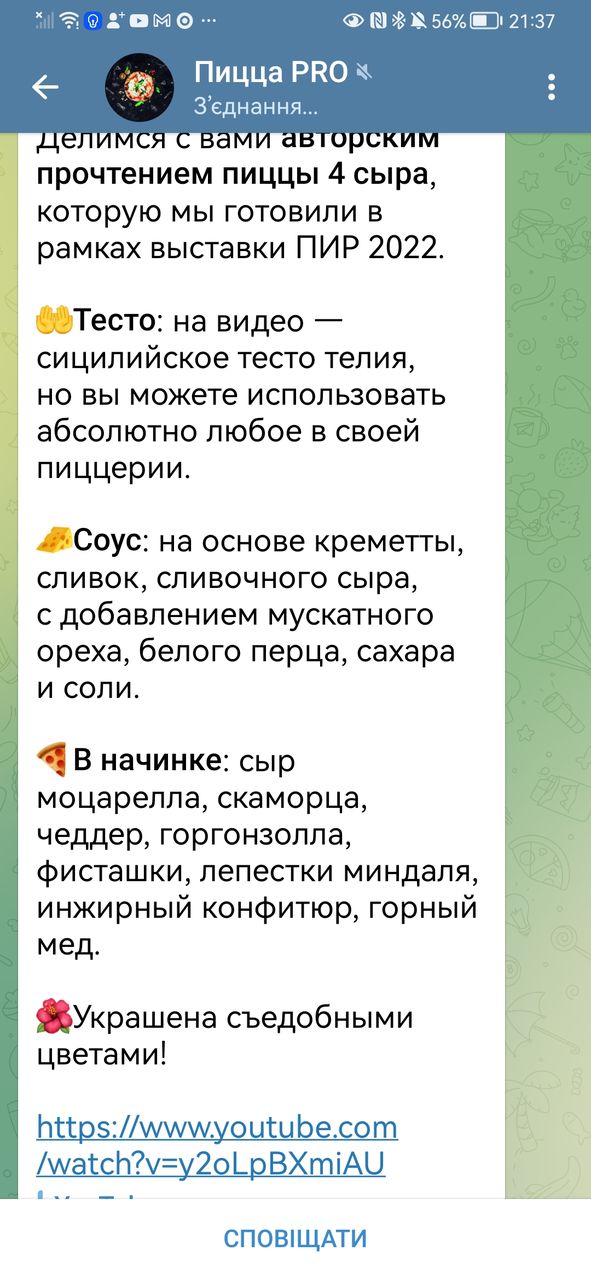 56% 21:37
Пицца PRO
З’єднання...
Делимся с вами авторским
прочтением пиццы 4 сыра,
которую мы готовили в
рамках выставки ПИР 2022.
Тесто: на видео —
сицилийское тесто телия,
но вы можете использовать
абсолютно любое в своей
пиццерии.
Соус: на основе креметты,
сливок, сливочного сыра,
с добавлением мускатного
ореха, белого перца, сахара
и соли.
В начинке: сыр
моцарелла, скаморца,
чеддер, горгонзолла,
фисташки, лепестки миндаля,
инжирный конфитюр, горный
мед.
Украшена съедобными
цветами!
https://www.youtube.com
/watch?v=y2oLpBXmiAU
СПОВІЩАТИ